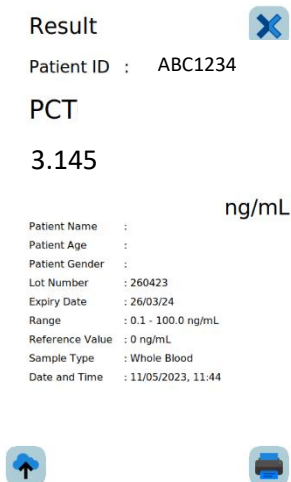 Result
Patient ID : ABC1234
PCT
3.145
ng/mL
Patient Name :
Patient Age :
Patient Gender :
Lot Number : 260423
Expiry Date : 26/03/24
Range : 0.1 - 100.0 ng/mL
Reference Value : 0 ng/mL
Sample Type : Whole Blood
Date and Time : 11/05/2023, 11:44